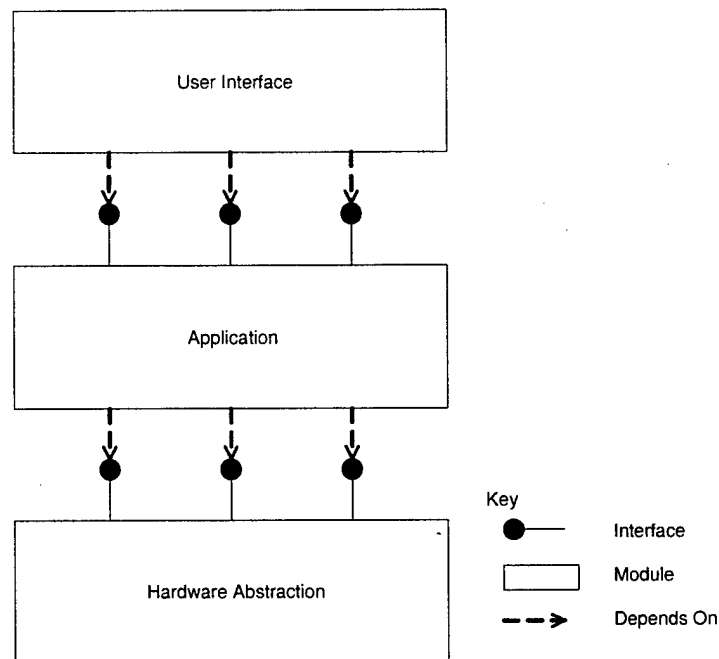 User Interface
Application
Hardware Abstraction
Key
Interface
Module
Depends On